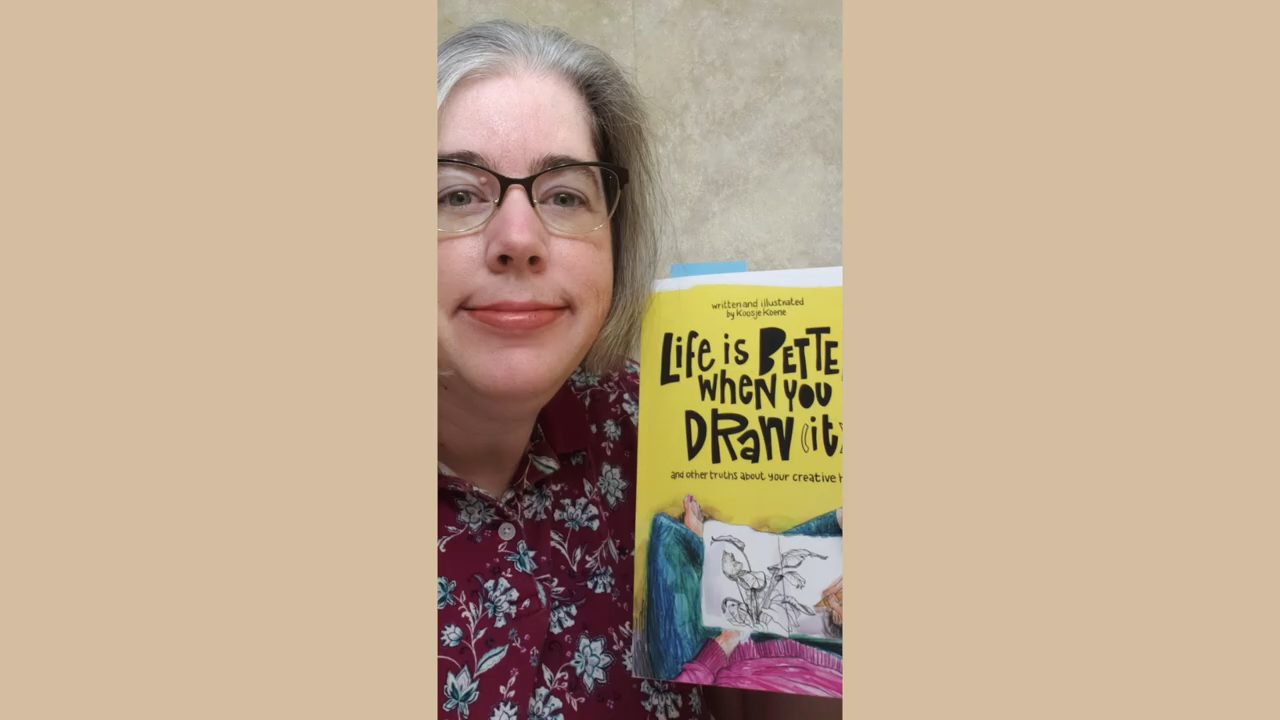 written and illustrated
by Koosje Koene
Life is BETTE
when you
DRaw (it)
and other truths about your creative